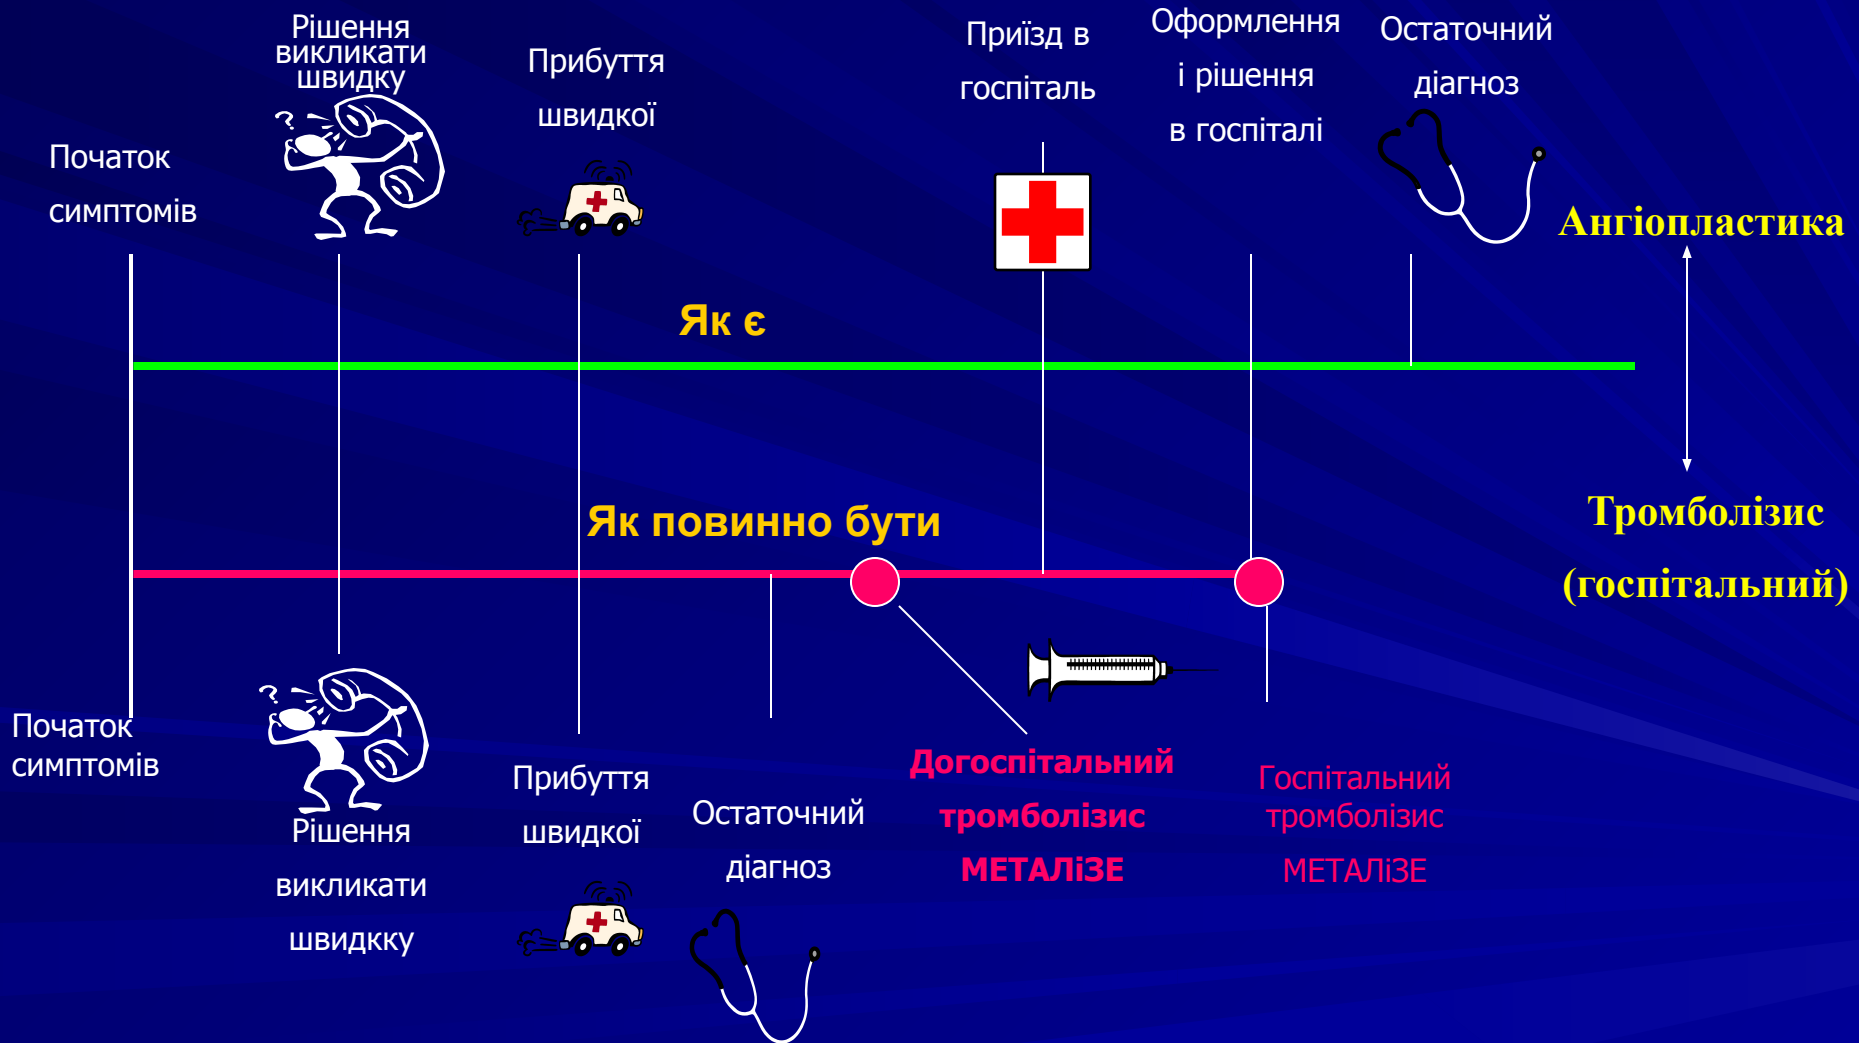 Рішення
викликати
швидку
Прибуття
швидкої
Приїзд в
госпіталь
Оформлення
і рішення
в госпіталі
Остаточний
діагноз
Початок
симптомів
Ангіопластика
Як є
Як повинно бути
Тромболізис
(госпітальний)
Початок
симптомів
Рішення
викликати
швидкку
Прибуття
швидкої
Остаточний
діагноз
Догоспітальний
тромболізис
МЕТАЛіЗЕ
Госпітальний
тромболізис
МЕТАЛіЗЕ